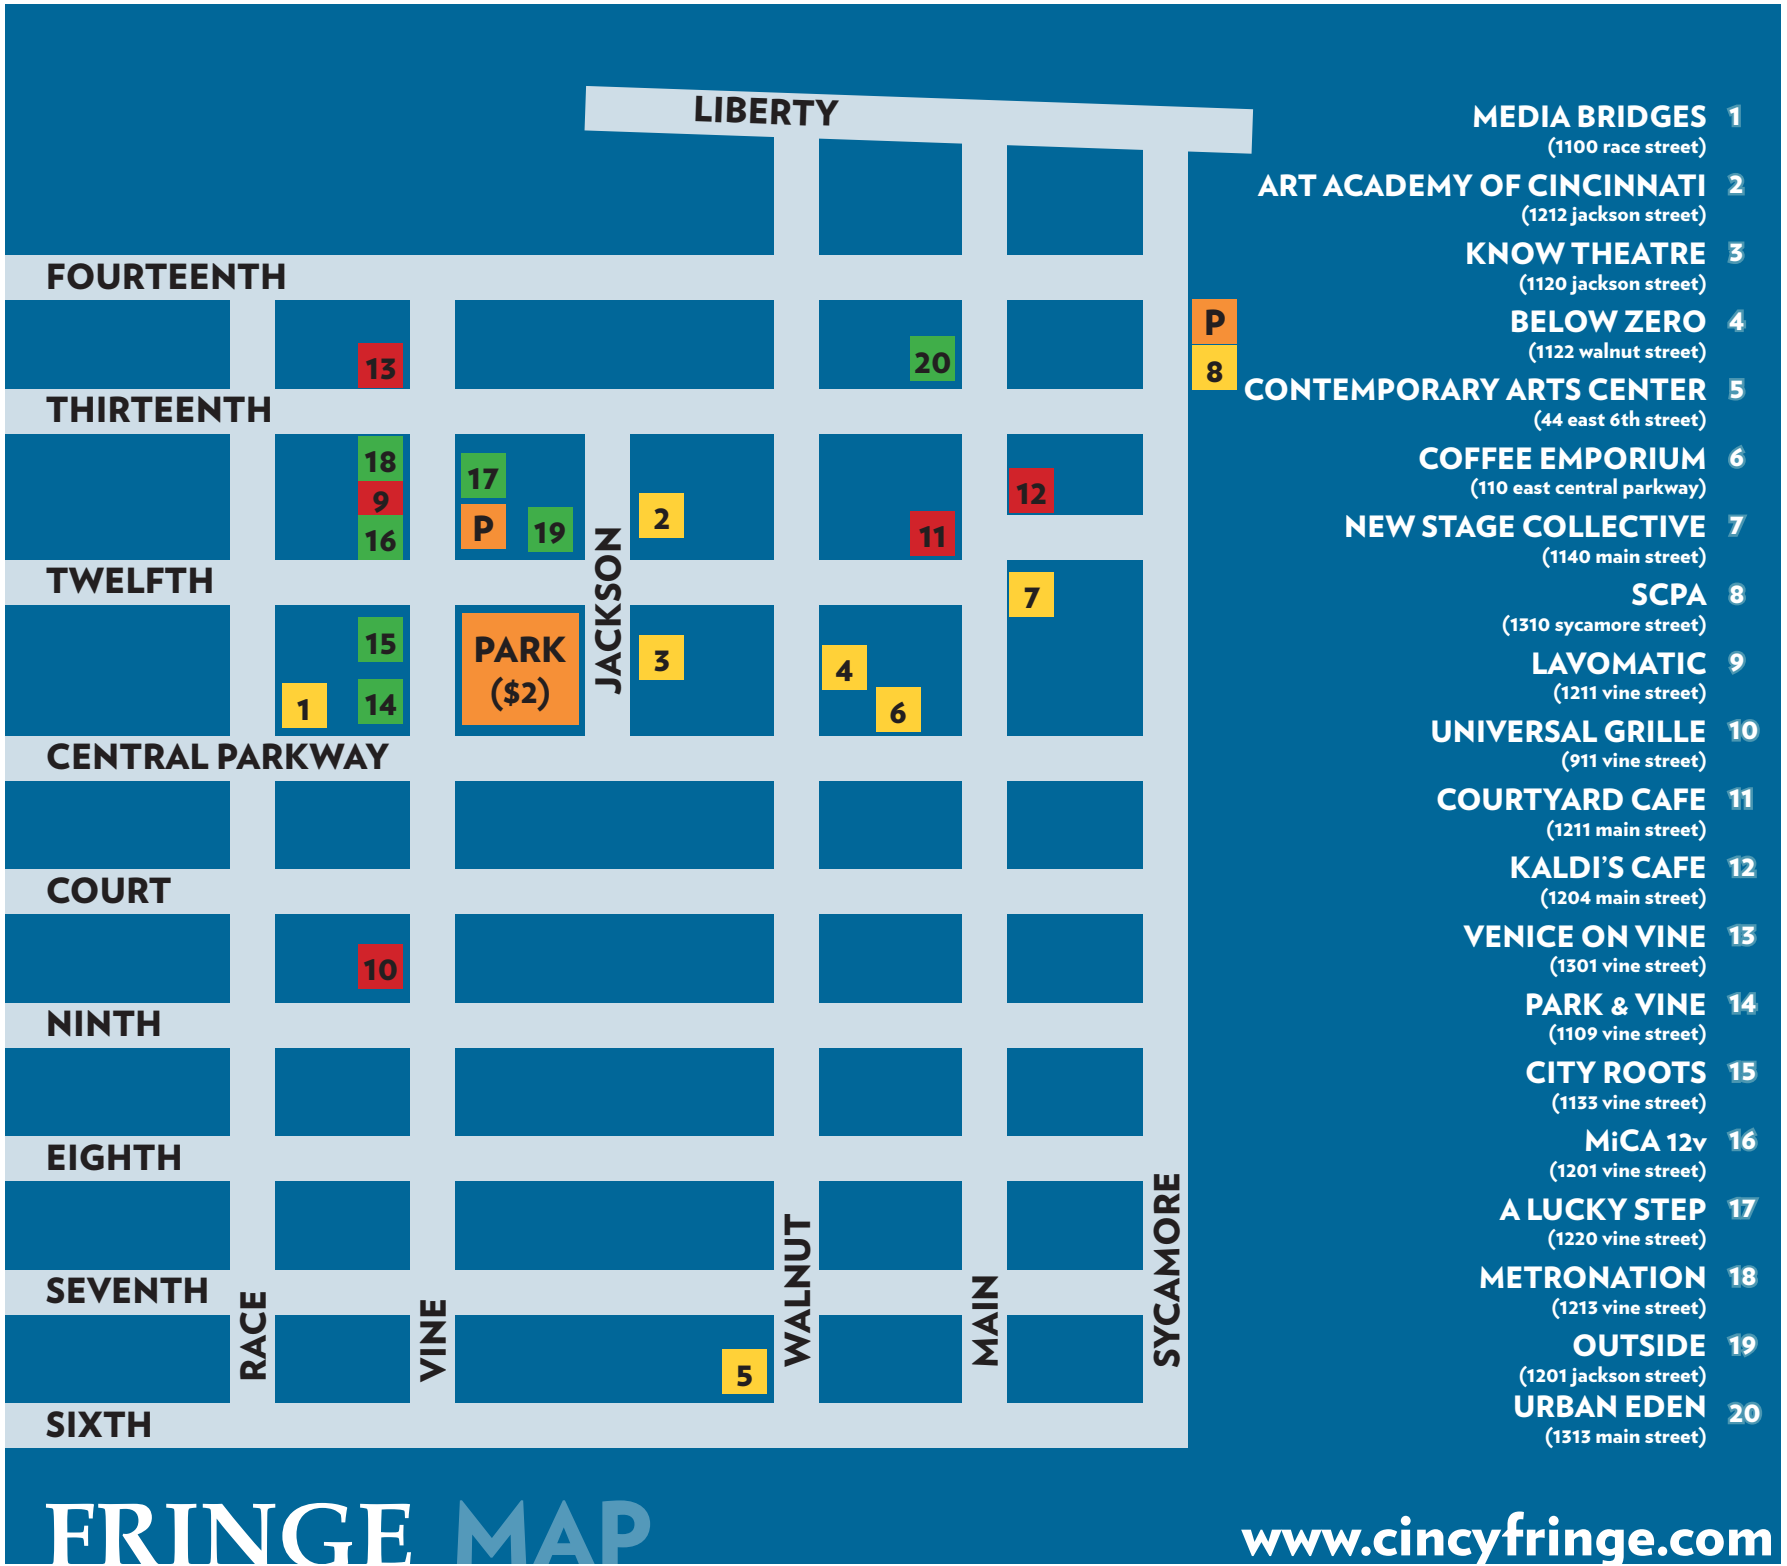 LIBERTY
FOURTEENTH
P
13
20
8
THIRTEENTH
18
17
9
2
12
P
19
16
11
TWELFTH
JACKSON
7
15
PARK
($2)
3
4
1
14
6
CENTRAL PARKWAY
COURT
10
NINTH
EIGHTH
SEVENTH
RACE
VINE
WALNUT
MAIN
SYCAMORE
5
SIXTH
MEDIA BRIDGES 1
(1100 race street)
ART ACADEMY OF CINCINNATI 2
(1212 jackson street)
KNOW THEATRE 3
(1120 jackson street)
BELOW ZERO 4
(1122 walnut street)
CONTEMPORARY ARTS CENTER 5
(44 east 6th street)
COFFEE EMPORIUM 6
(110 east central parkway)
NEW STAGE COLLECTIVE 7
(1140 main street)
SCPA 8
(1310 sycamore street)
LAVOMATIC 9
(1211 vine street)
UNIVERSAL GRILLE 10
(911 vine street)
COURTYARD CAFE 11
(1211 main street)
KALDI'S CAFE 12
(1204 main street)
VENICE ON VINE 13
(1301 vine street)
PARK & VINE 14
(1109 vine street)
CITY ROOTS 15
(1133 vine street)
MiCA 12v 16
(1201 vine street)
A LUCKY STEP 17
(1220 vine street)
METRONATION 18
(1213 vine street)
OUTSIDE 19
(1201 jackson street)
URBAN EDEN 20
(1313 main street)
FRINGE MAP
www.cincyfringe.com